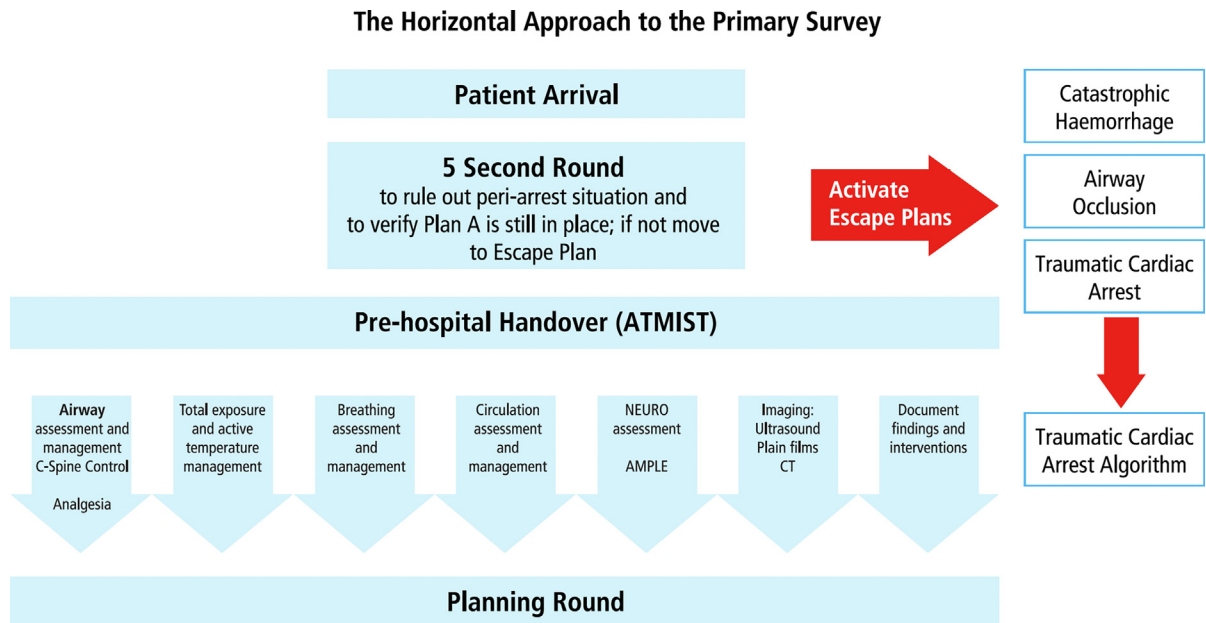 The Horizontal Approach to the Primary Survey
Patient Arrival
5 Second Round
to rule out peri-arrest situation and
to verify Plan A is still in place; if not move
to Escape Plan
Activate
Escape Plans
Catastrophic
Haemorrhage
Airway
Occlusion
Traumatic Cardiac
Arrest
Traumatic Cardiac
Arrest Algorithm
Pre-hospital Handover (ATMIST)
Airway
assessment and
management
C-Spine Control
Analgesia
Total exposure
and active
temperature
management
Breathing
assessment
and
management
Circulation
assessment
and
management
NEURO
assessment
AMPLE
Imaging:
Ultrasound
Plain films
CT
Document
findings and
interventions
Planning Round